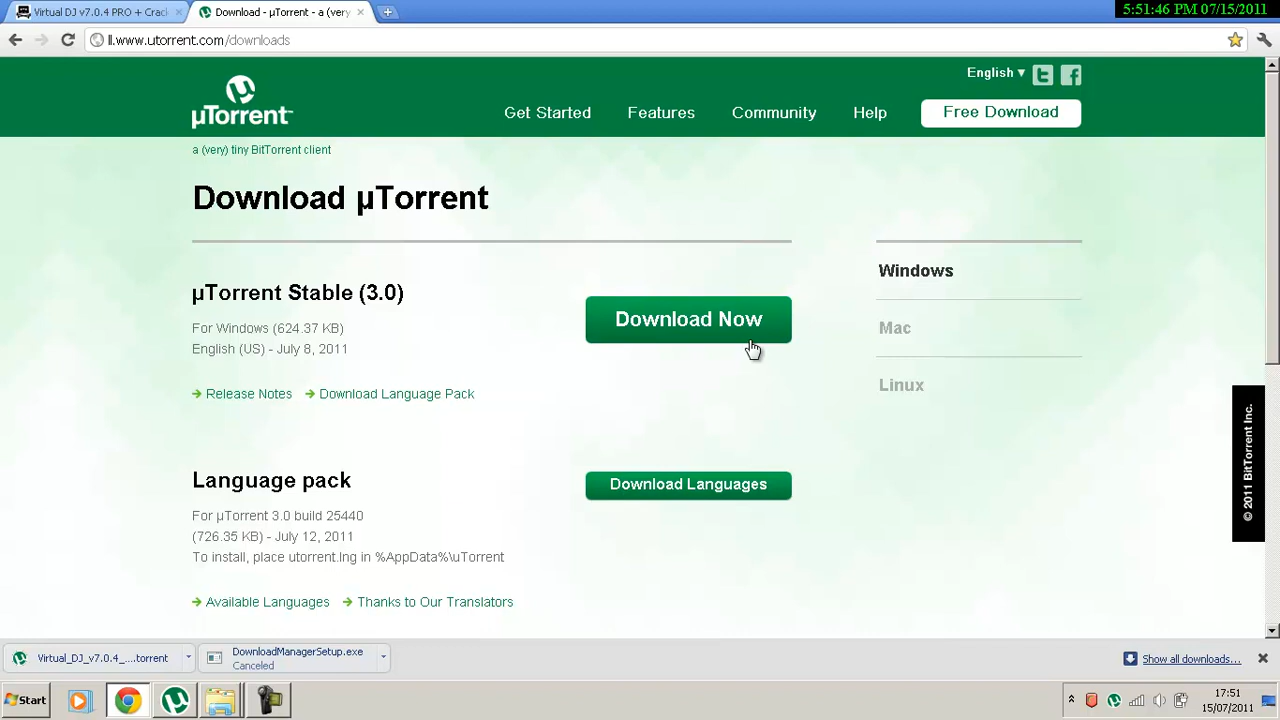 Virtual DJ v7.0.4 PRO + Crack
Download - µTorrent - a (very)
5:51:46 PM 07/15/2011
ll.www.utorrent.com/downloads
English ▾
µTorrent
Get Started
Features
Community
Help
Free Download
a (very) tiny BitTorrent client
Download µTorrent
µTorrent Stable (3.0)
For Windows (624.37 KB)
English (US) - July 8, 2011
Release Notes
Download Language Pack
Download Now
Windows
Mac
Linux
© 2011 BitTorrent Inc.
Language pack
For µTorrent 3.0 build 25440
(726.35 KB) - July 12, 2011
To install, place utorrent.lng in %AppData%\uTorrent
Available Languages
Thanks to Our Translators
Download Languages
Virtual_DJ_v7.0.4_....torrent
DownloadManagerSetup.exe
Canceled
Show all downloads...
Start
17:51
15/07/2011